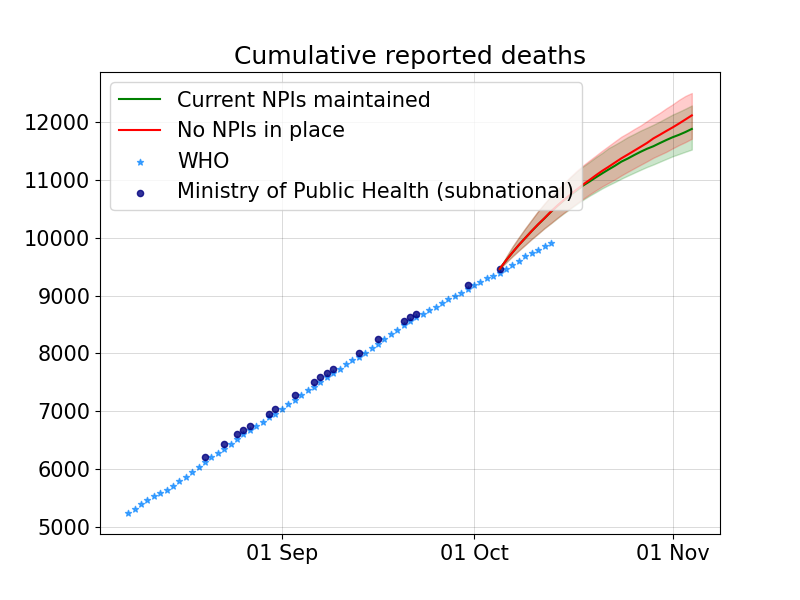 Cumulative reported deaths
Current NPIs maintained
No NPIs in place
WHO
Ministry of Public Health (subnational)
12000
11000
10000
9000
8000
7000
6000
5000
01 Sep
01 Oct
01 Nov